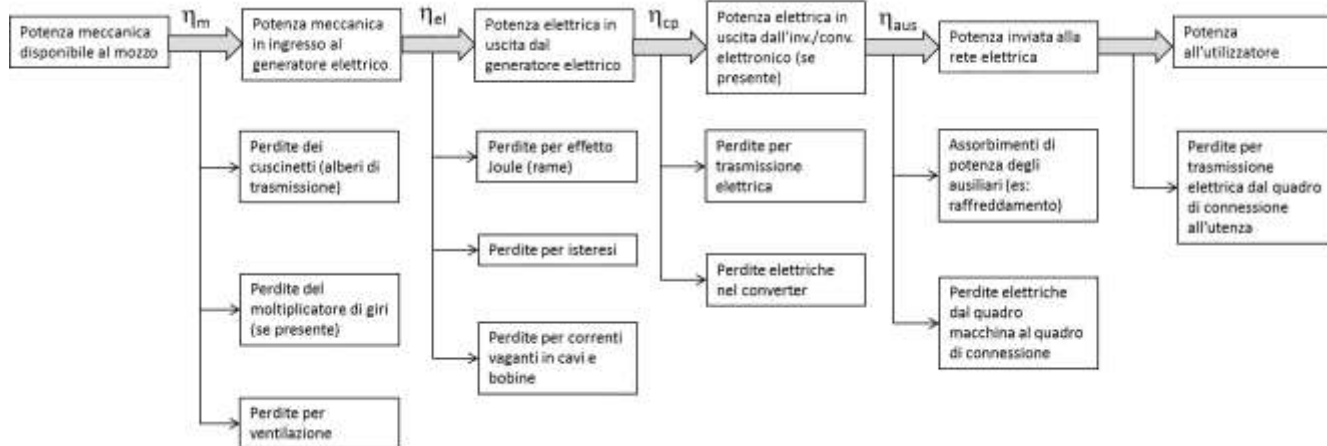 Potenza meccanica
disponibile al mozzo
ηm
Potenza meccanica
in ingresso al
generatore elettrico
ηel
Potenza elettrica in
uscita dal
generatore elettrico
ηcp
Potenza elettrica in
uscita dall'inv./conv.
elettronico (se
presente)
ηaus
Potenza inviata alla
rete elettrica
Potenza
all'utilizzatore
Perdite dei
cuscinetti (alberi di
trasmissione)
Perdite del
moltiplicatore di giri
(se presente)
Perdite per
ventilazione
Perdite per effetto
Joule (rame)
Perdite per isteresi
Perdite per correnti
vaganti in cavi e
bobine
Perdite per
trasmissione
elettrica
Perdite elettriche
nel converter
Assorbimenti di
potenza degli
ausiliari (es:
raffreddamento)
Perdite elettriche
dal quadro
macchina al quadro
di connessione
Perdite per
trasmissione
elettrica dal quadro
di connessione
all'utenza